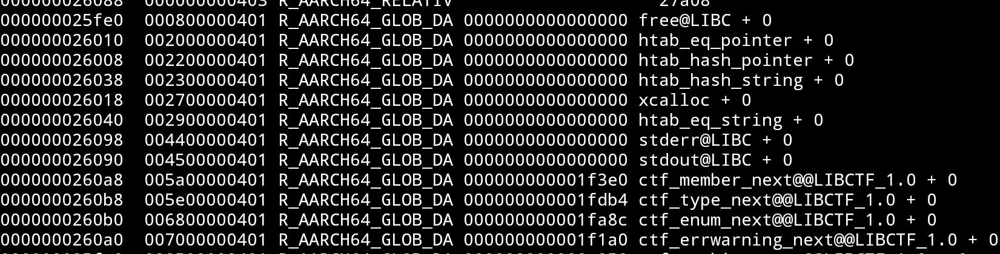 000000026088  000000000403 R_AARCH64_RELATIV                    27a08
000000025fe0  000800000401 R_AARCH64_GLOB_DA 0000000000000000 free@LIBC + 0
000000026010  002000000401 R_AARCH64_GLOB_DA 0000000000000000 htab_eq_pointer + 0
000000026008  002200000401 R_AARCH64_GLOB_DA 0000000000000000 htab_hash_pointer + 0
000000026038  002300000401 R_AARCH64_GLOB_DA 0000000000000000 htab_hash_string + 0
000000026018  002700000401 R_AARCH64_GLOB_DA 0000000000000000 xcalloc + 0
000000026040  002900000401 R_AARCH64_GLOB_DA 0000000000000000 htab_eq_string + 0
000000026098  004400000401 R_AARCH64_GLOB_DA 0000000000000000 stderr@LIBC + 0
000000026090  004500000401 R_AARCH64_GLOB_DA 0000000000000000 stdout@LIBC + 0
0000000260a8  005a00000401 R_AARCH64_GLOB_DA 000000000001f3e0 ctf_member_next@@LIBCTF_1.0 + 0
0000000260b8  005e00000401 R_AARCH64_GLOB_DA 000000000001fdb4 ctf_type_next@@LIBCTF_1.0 + 0
0000000260b0  006800000401 R_AARCH64_GLOB_DA 000000000001fa8c ctf_enum_next@@LIBCTF_1.0 + 0
0000000260a0  007000000401 R_AARCH64_GLOB_DA 000000000001f1a0 ctf_errwarning_next@@LIBCTF_1.0 + 0